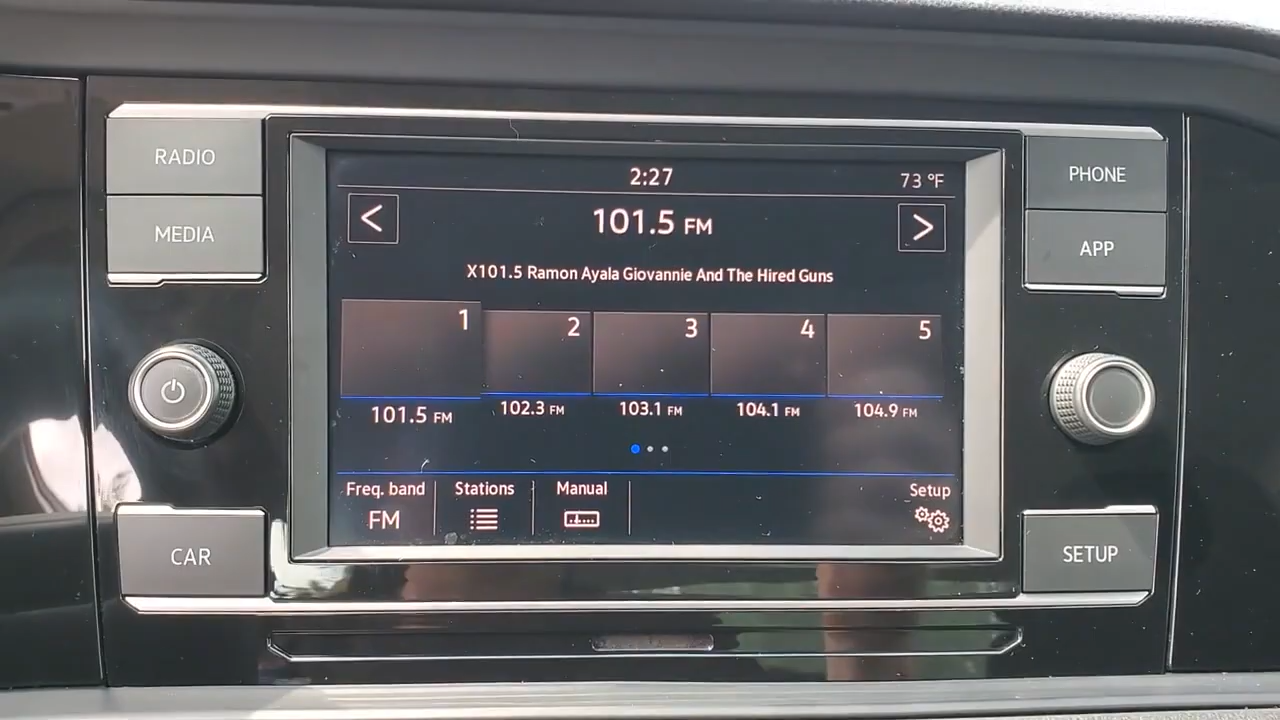 RADIO
MEDIA
CAR
2:27
73 °F
<
101.5 FM
>
X101.5 Ramon Ayala Giovannie And The Hired Guns
1 2 3 4 5
101.5 FM 102.3 FM 103.1 FM 104.1 FM 104.9 FM
Freq. band Stations Manual Setup
FM
PHONE
APP
SETUP